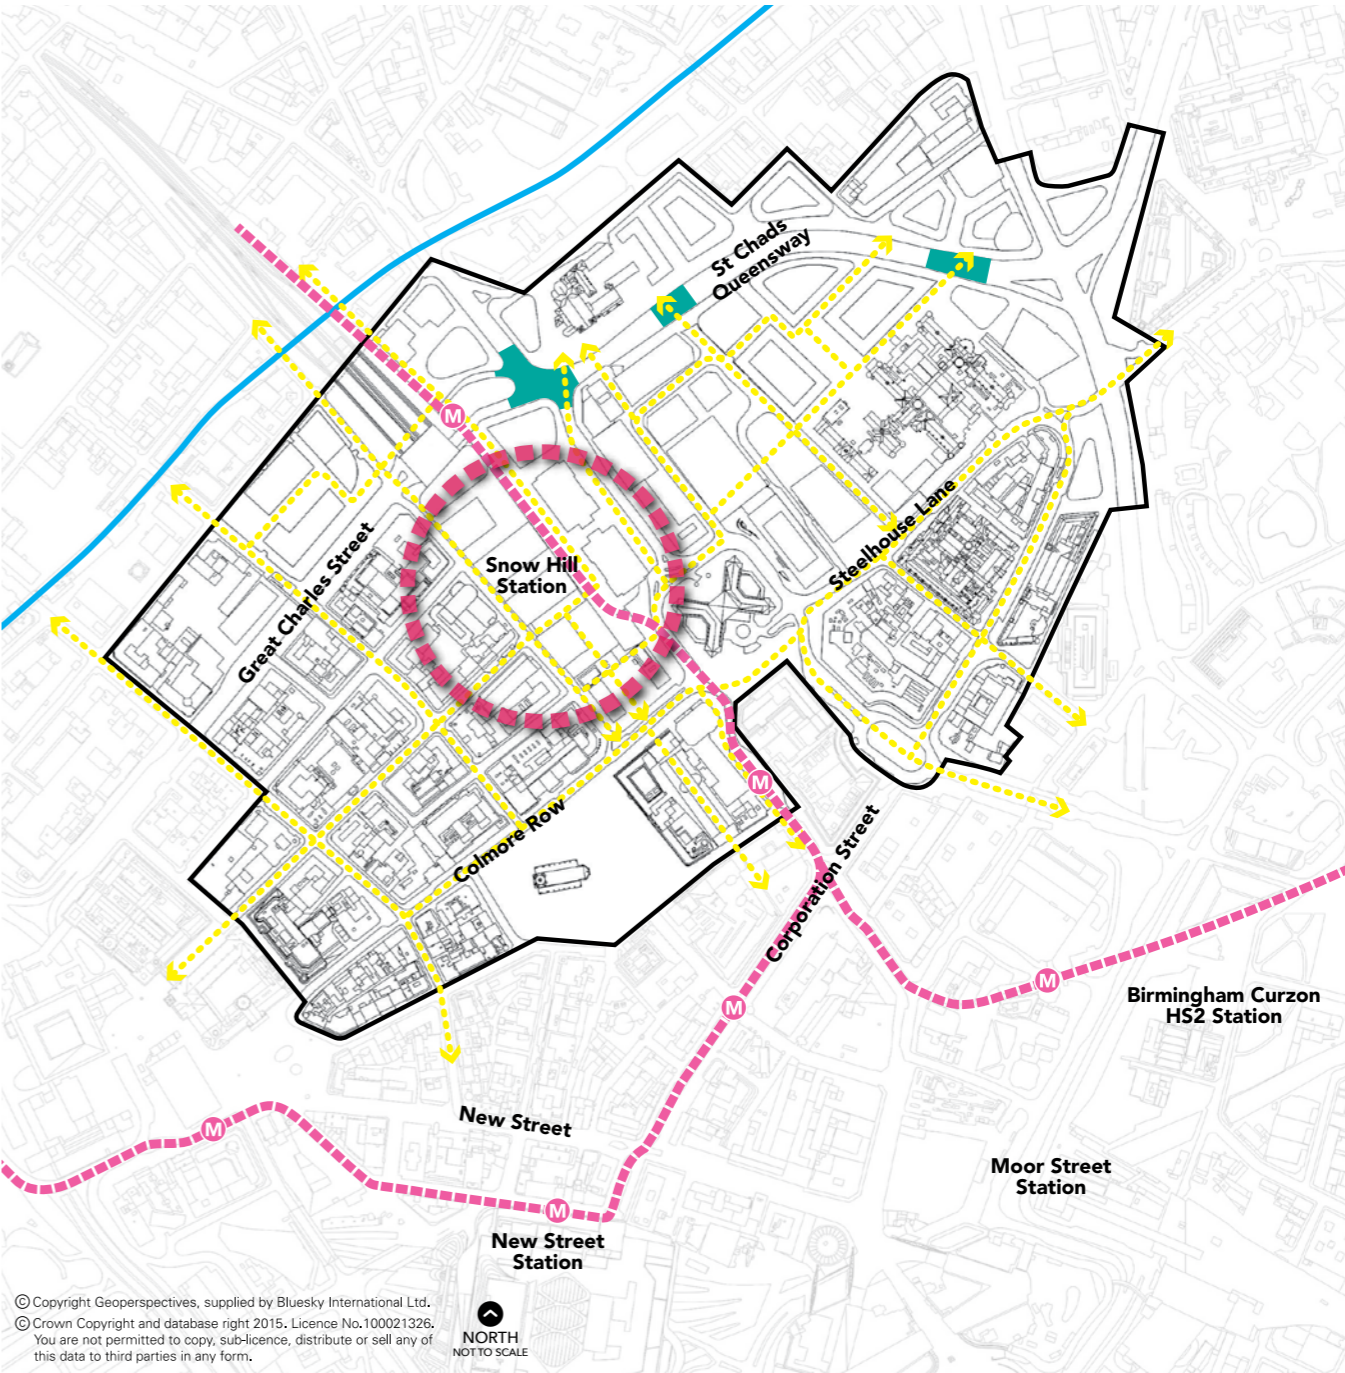 St Chads
Queensway
M
Great Charles Street
Snow Hill
Station
Steelhouse Lane
M
Colmore Row
Corporation Street
M
M
Birmingham Curzon
HS2 Station
New Street
M
Moor Street
Station
M
New Street
Station
© Copyright Geoperspectives, supplied by Bluesky International Ltd.
© Crown Copyright and database right 2015. Licence No.100021326.
You are not permitted to copy, sub-licence, distribute or sell any of
this data to third parties in any form.
NORTH
NOT TO SCALE